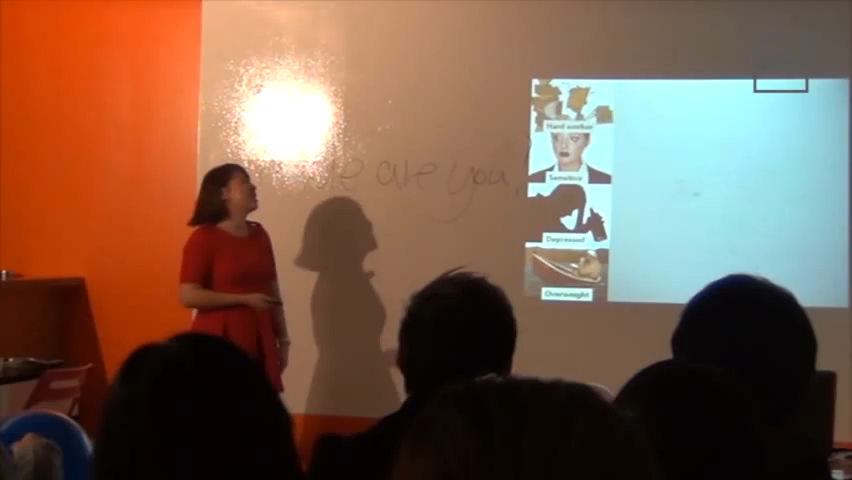 are you!
Hard worker
Sensitive
Depressed
Overweight